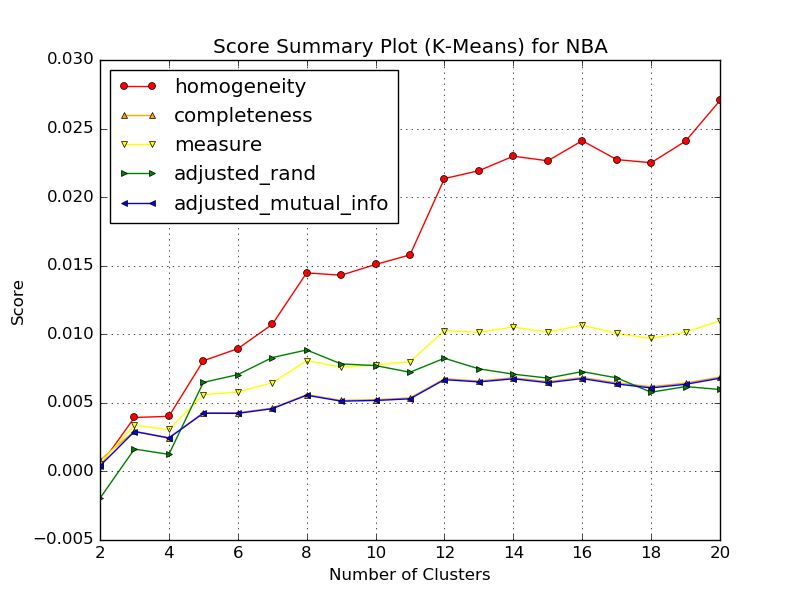 Score Summary Plot (K-Means) for NBA
0.030
0.025
0.020
0.015
0.010
0.005
0.000
−0.005
Score
homogeneity
completeness
measure
adjusted_rand
adjusted_mutual_info
2 4 6 8 10 12 14 16 18 20
Number of Clusters